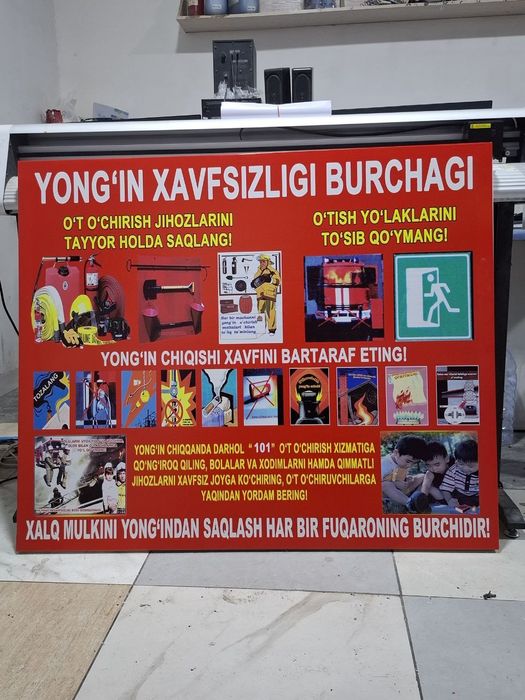 YONG‘IN XAVFSIZLIGI BURCHAGI
O‘T O‘CHIRISH JIHOZLARINI
TAYYOR HOLDA SAQLANG!
O‘TISH YO‘LAKLARINI
TO‘SIB QO‘YMANG!
YONG‘IN CHIQISHI XAVFINI BARTARAF ETING!
TOZALANG
YONG‘IN CHIQQANDA DARHOL “101” O‘T O‘CHIRISH XIZMATIGA
QO‘NG‘IROQ QILING, BOLALAR VA XODIMLARNI HAMDA QIMMATLI
JIHOZLARNI XAVFSIZ JOYGA KO‘CHIRING, O‘T O‘CHIRUVCHILARGA
YAQINDAN YORDAM BERING!
XALQ MULKINI YONG‘INDAN SAQLASH HAR BIR FUQARONING BURCHIDIR!